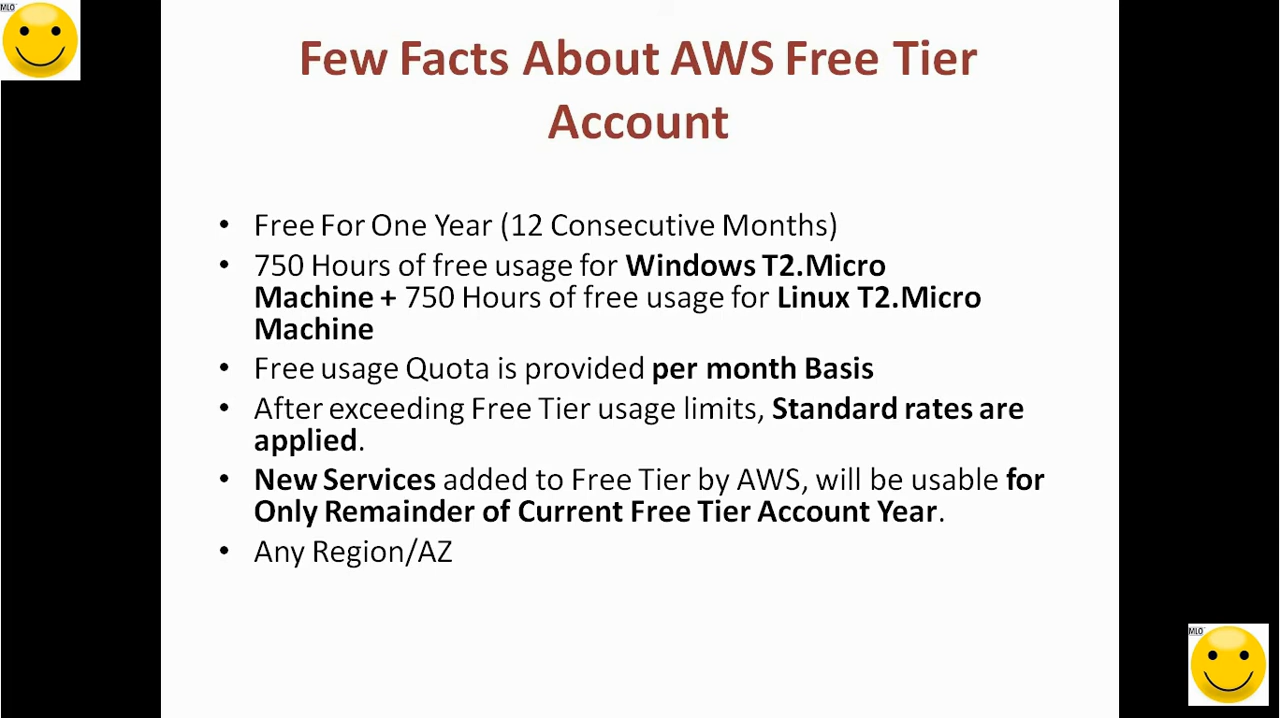 MLO
Few Facts About AWS Free Tier
Account
• Free For One Year (12 Consecutive Months)
• 750 Hours of free usage for Windows T2.Micro
Machine + 750 Hours of free usage for Linux T2.Micro
Machine
• Free usage Quota is provided per month Basis
• After exceeding Free Tier usage limits, Standard rates are
applied.
• New Services added to Free Tier by AWS, will be usable for
Only Remainder of Current Free Tier Account Year.
• Any Region/AZ
MLO